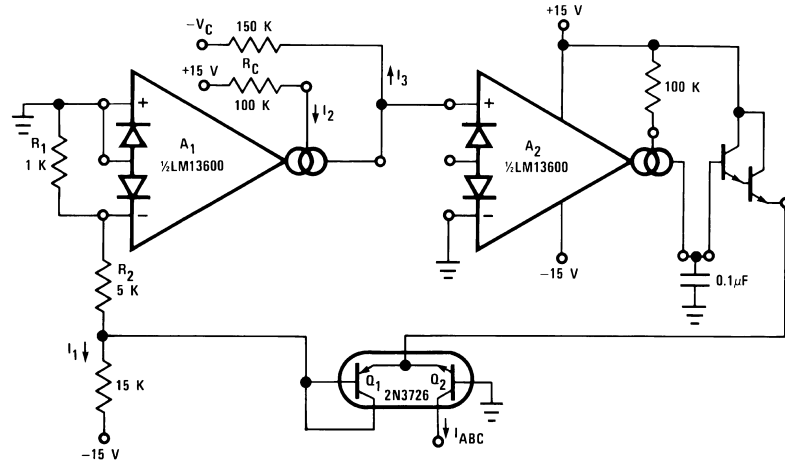 −VC
150 K
+15 V
RC
100 K
I2
I3
+15 V
100 K
R1
1 K
+
A1
½LM13600
−
+
A2
½LM13600
−
−15 V
0.1µF
R2
5 K
I1
15 K
−15 V
Q1
Q2
2N3726
IABC